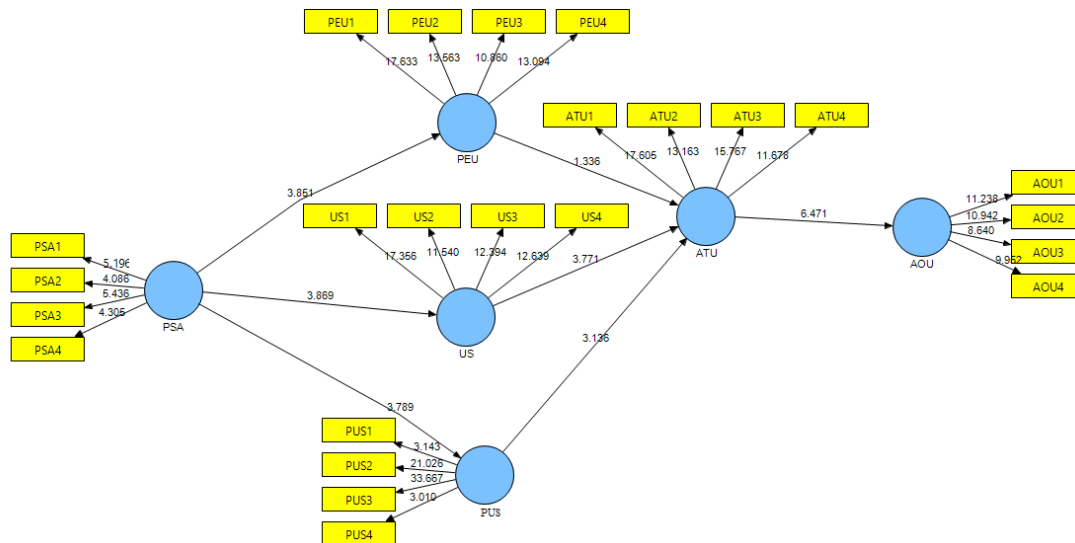 PEU1
PEU2
PEU3
PEU4
17.633
13.563
10.860
13.094
PEU
ATU1
ATU2
ATU3
ATU4
17.605
13.163
15.767
11.678
ATU
1.336
3.851
US1
US2
US3
US4
17.356
11.540
12.394
12.639
US
3.771
6.471
AOU1
AOU2
AOU3
AOU4
11.238
10.942
8.640
9.952
AOU
PSA1
PSA2
PSA3
PSA4
5.196
4.086
5.436
4.305
PSA
3.869
3.136
3.789
PUS1
PUS2
PUS3
PUS4
3.143
21.026
33.667
3.010
PUS